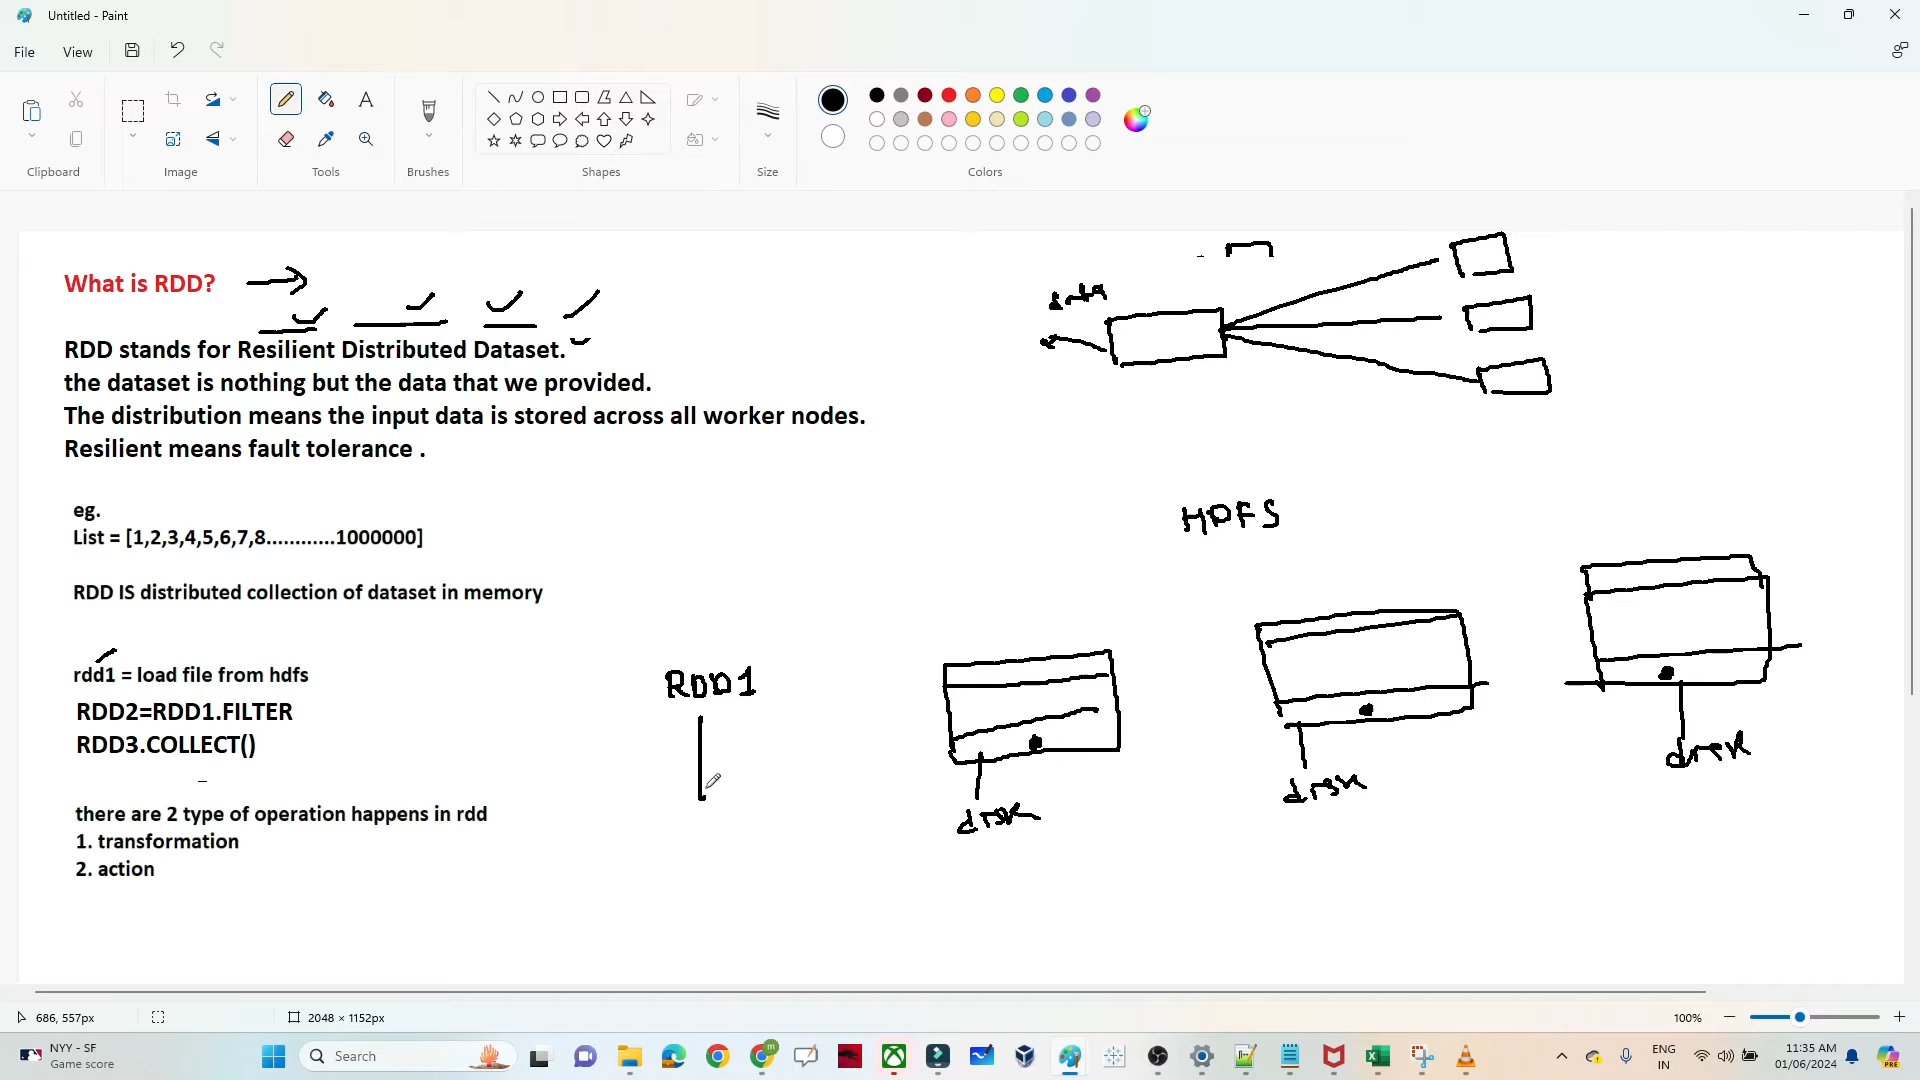 Untitled - Paint
File
View
Clipboard
Image
Tools
Brushes
Shapes
Size
Colors
What is RDD?
data
RDD stands for Resilient Distributed Dataset.
the dataset is nothing but the data that we provided.
The distribution means the input data is stored across all worker nodes.
Resilient means fault tolerance .
eg.
List = [1,2,3,4,5,6,7,8............1000000]
HDFS
RDD IS distributed collection of dataset in memory
rdd1 = load file from hdfs
RDD2=RDD1.FILTER
RDD3.COLLECT()
RDD1
disk
disk
disk
there are 2 type of operation happens in rdd
1. transformation
2. action
686, 557px
2048 × 1152px
100%
NYY - SF
Game score
Search
ENG
IN
11:35 AM
01/06/2024
PRE